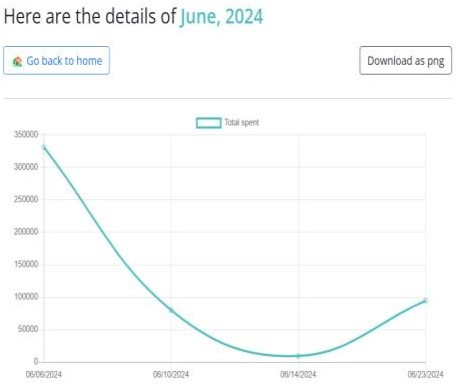 Here are the details of June, 2024
Go back to home
Download as png
Total spent
350000
300000
250000
200000
150000
100000
50000
0
06/06/2024 06/10/2024 06/14/2024 06/23/2024